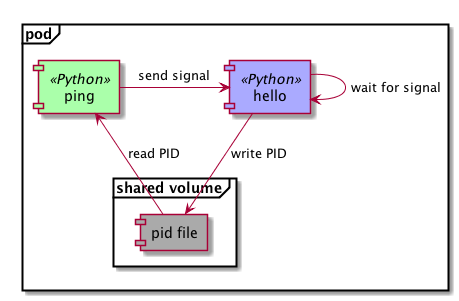 pod
«Python»
ping
send signal
«Python»
hello
wait for signal
read PID
write PID
shared volume
pid file